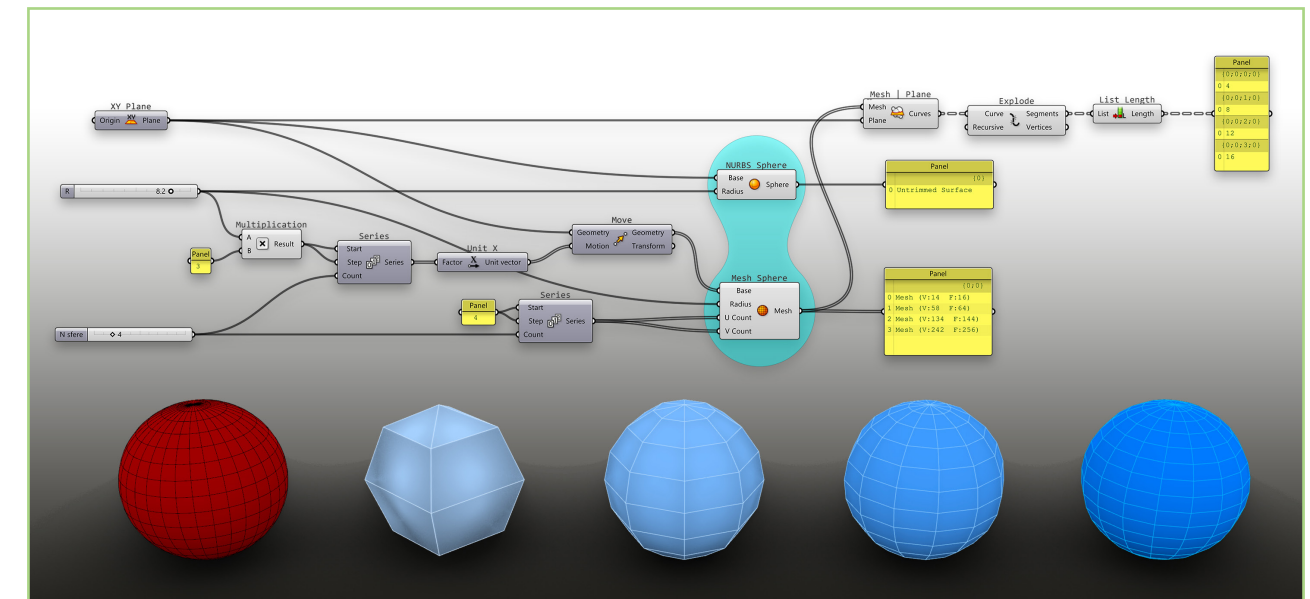 XY Plane
Origin Plane
R 8.2
Multiplication
A
B
Result
Panel
3
Series
Start
Step Series
Count
Unit X
Factor Unit vector
Move
Geometry Geometry
Motion Transform
N sfere 4
Panel
4
Series
Start
Step Series
Count
NURBS Sphere
Base
Radius
Sphere
Mesh Sphere
Base
Radius
U Count
V Count
Mesh
Mesh | Plane
Mesh
Plane
Curves
Explode
Curve Segments
Recursive Vertices
List Length
List Length
Panel
{0;0;0;0}
0 4
{0;0;1;0}
0 8
{0;0;2;0}
0 12
{0;0;3;0}
0 16
Panel
{0}
0 Untrimmed Surface
Panel
{0;0}
0 Mesh (V:14 F:16)
1 Mesh (V:58 F:64)
2 Mesh (V:134 F:144)
3 Mesh (V:242 F:256)